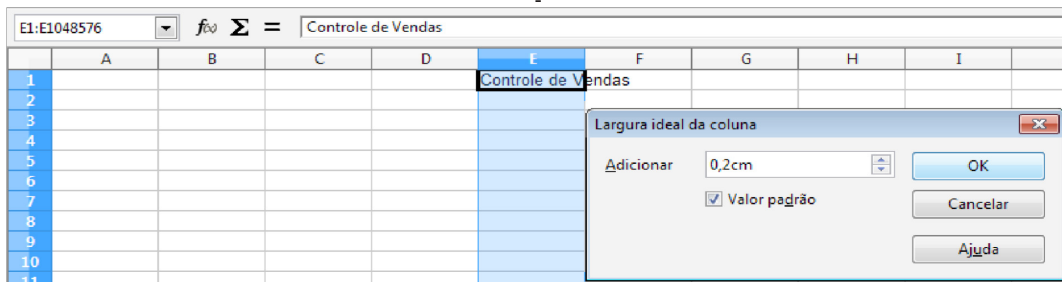 E1:E1048576 f(x) Σ = Controle de Vendas
A B C D E F G H I
1 Controle de Vendas
2
3
4
5
6
7
8
9
10
11
Largura ideal da coluna
Adicionar 0,2cm OK
Valor padrão Cancelar
Ajuda